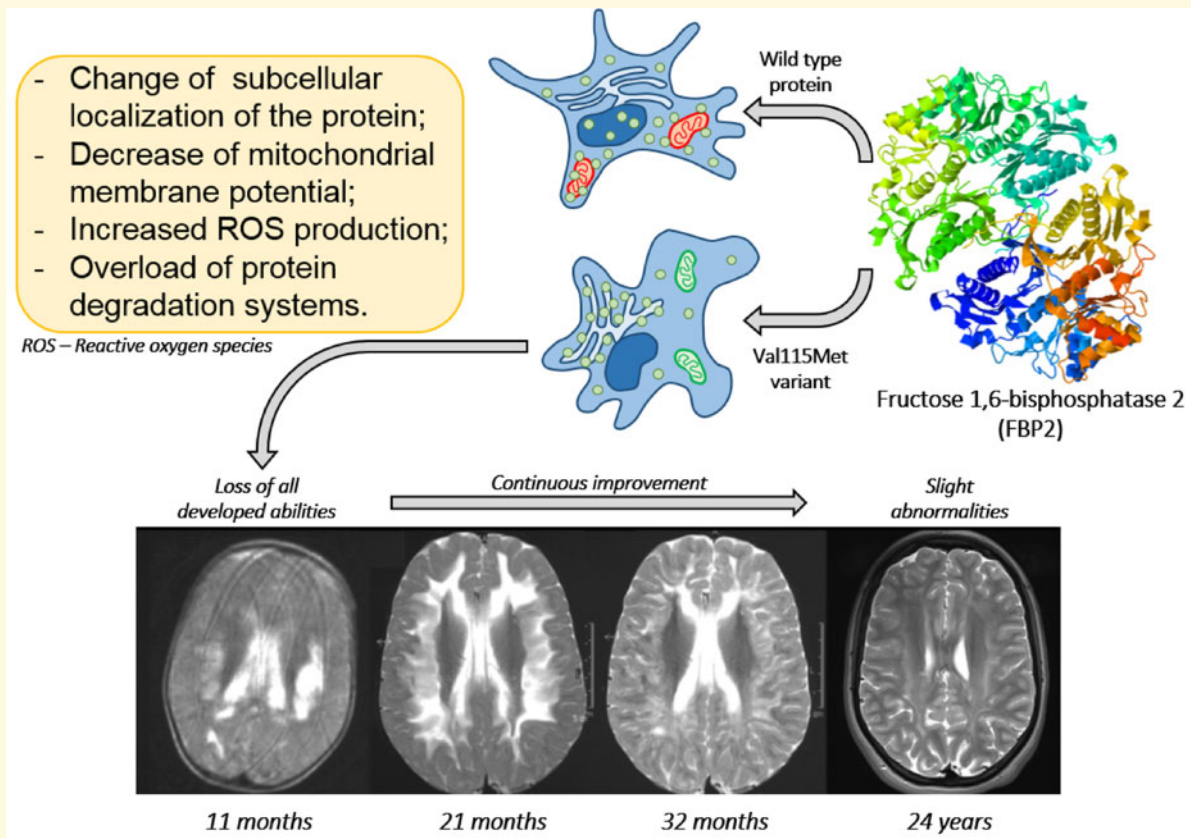 - Change of subcellular
localization of the protein;
- Decrease of mitochondrial
membrane potential;
- Increased ROS production;
- Overload of protein
degradation systems.
ROS – Reactive oxygen species
Wild type
protein
Val115Met
variant
Fructose 1,6-bisphosphatase 2
(FBP2)
Loss of all
developed abilities
Continuous improvement
Slight
abnormalities
11 months
21 months
32 months
24 years